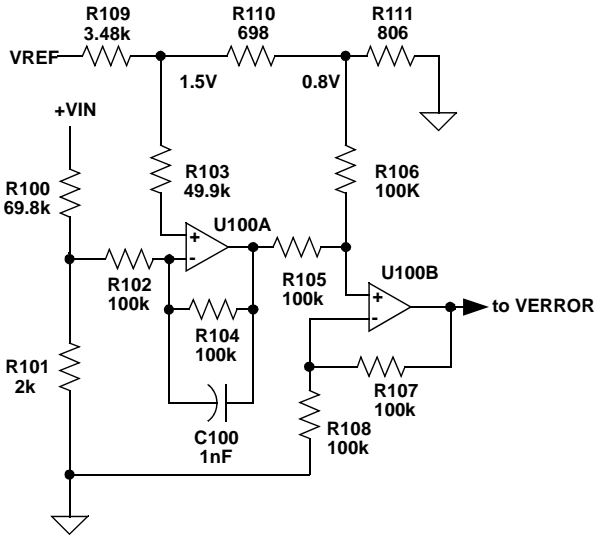 R109
3.48k
R110
698
R111
806
VREF
1.5V
0.8V
+VIN
R103
49.9k
R106
100K
R100
69.8k
U100A
+
-
R102
100k
R105
100k
U100B
+
-
to VERROR
R104
100k
R101
2k
R107
100k
C100
1nF
R108
100k